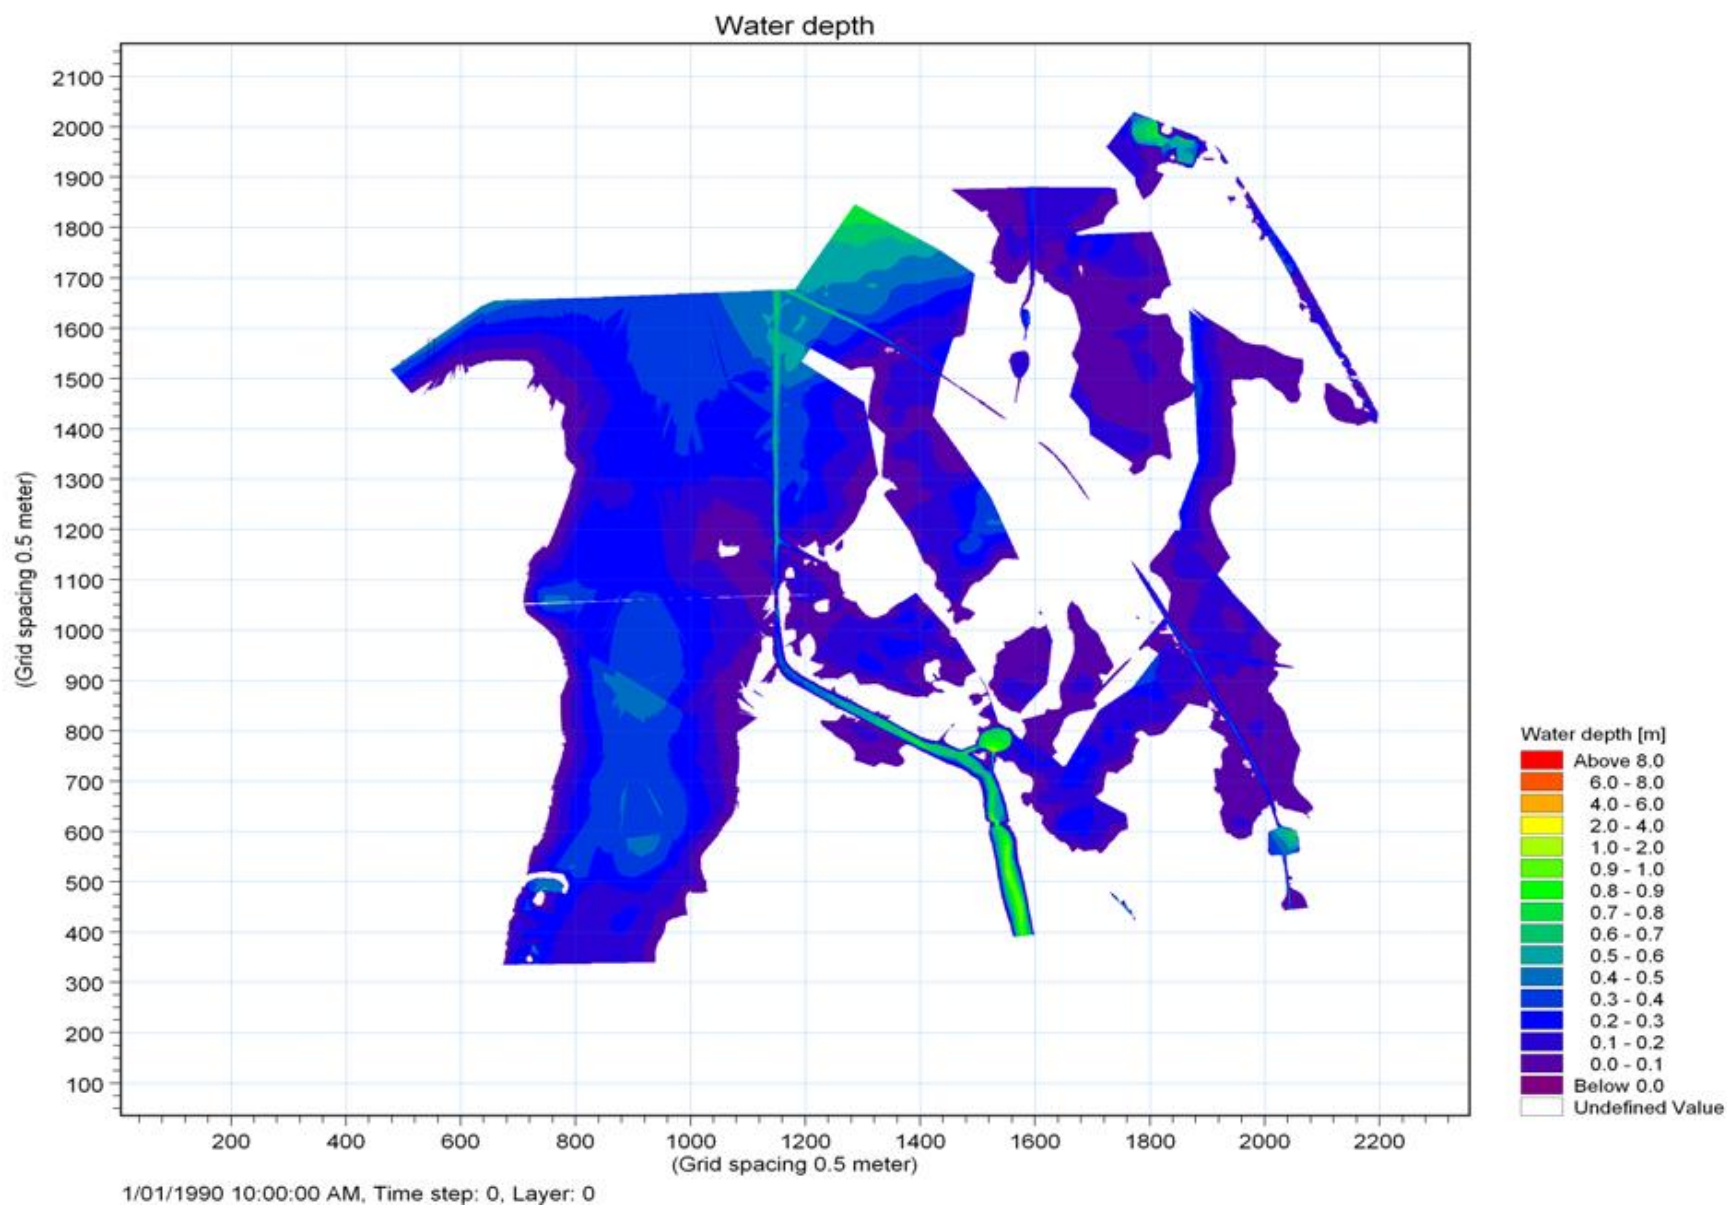 Water depth
2100
2000
1900
1800
1700
1600
1500
1400
1300
1200
1100
1000
900
800
700
600
500
400
300
200
100
(Grid spacing 0.5 meter)
200 400 600 800 1000 1200 1400 1600 1800 2000 2200
(Grid spacing 0.5 meter)
1/01/1990 10:00:00 AM, Time step: 0, Layer: 0
Water depth [m]
Above 8.0
6.0 - 8.0
4.0 - 6.0
2.0 - 4.0
1.0 - 2.0
0.9 - 1.0
0.8 - 0.9
0.7 - 0.8
0.6 - 0.7
0.5 - 0.6
0.4 - 0.5
0.3 - 0.4
0.2 - 0.3
0.1 - 0.2
0.0 - 0.1
Below 0.0
Undefined Value